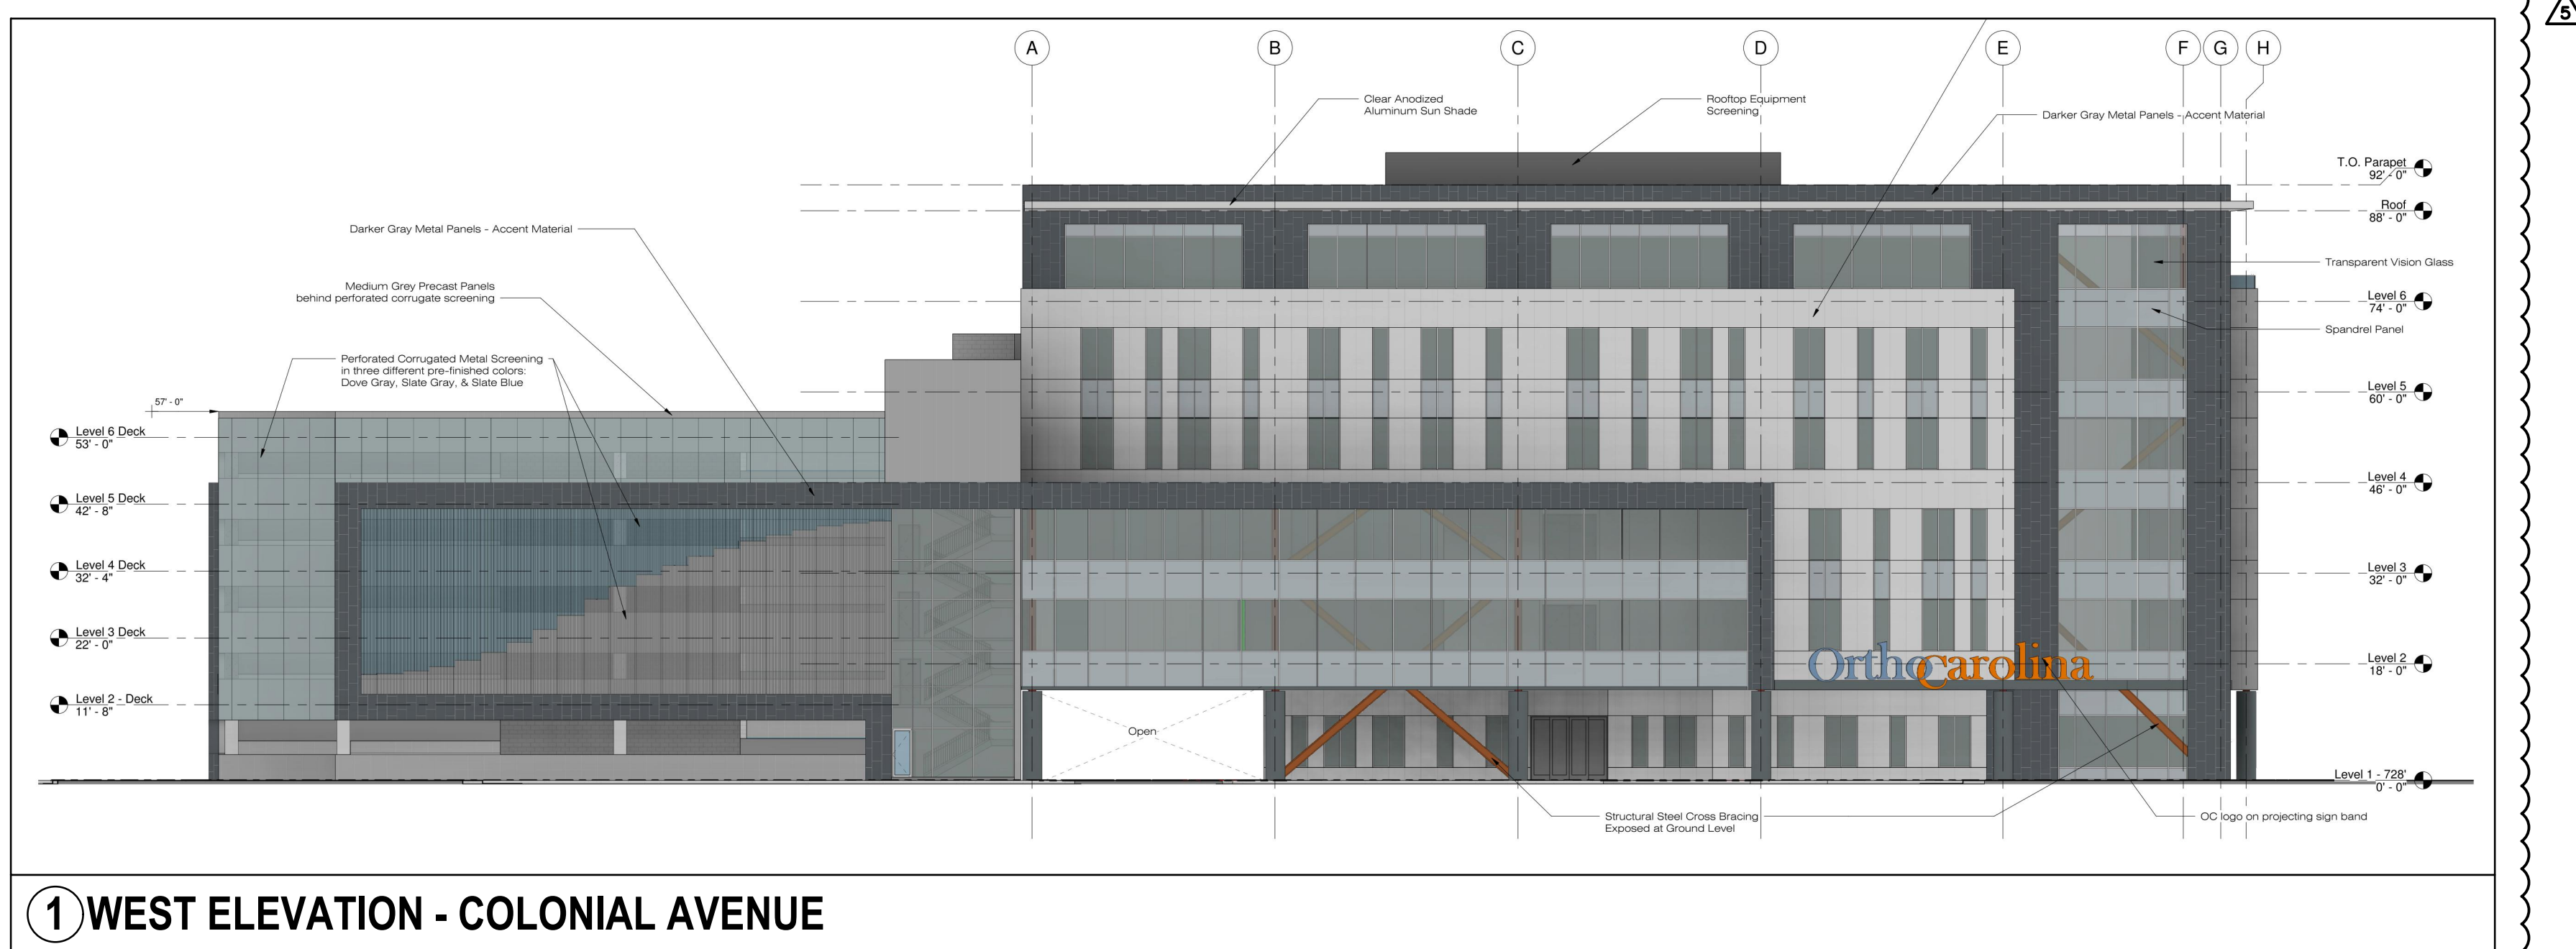 5
A B C D E F G H
Clear Anodized
Aluminum Sun Shade
Rooftop Equipment
Screening
Darker Gray Metal Panels - Accent Material
T.O. Parapet
92' - 0"
Roof
88' - 0"
Darker Gray Metal Panels - Accent Material
Transparent Vision Glass
Medium Grey Precast Panels
behind perforated corrugate screening
Level 6
74' - 0"
Spandrel Panel
Perforated Corrugated Metal Screening
in three different pre-finished colors:
Dove Gray, Slate Gray, & Slate Blue
Level 5
60' - 0"
57' - 0"
Level 6 Deck
53' - 0"
Level 4
46' - 0"
Level 5 Deck
42' - 8"
Level 4 Deck
32' - 4"
Level 3
32' - 0"
Level 3 Deck
22' - 0"
OrthoCarolina
Level 2
18' - 0"
Level 2 - Deck
11' - 8"
Open
Level 1 - 728'
0' - 0"
Structural Steel Cross Bracing
Exposed at Ground Level
OC logo on projecting sign band
1 WEST ELEVATION - COLONIAL AVENUE